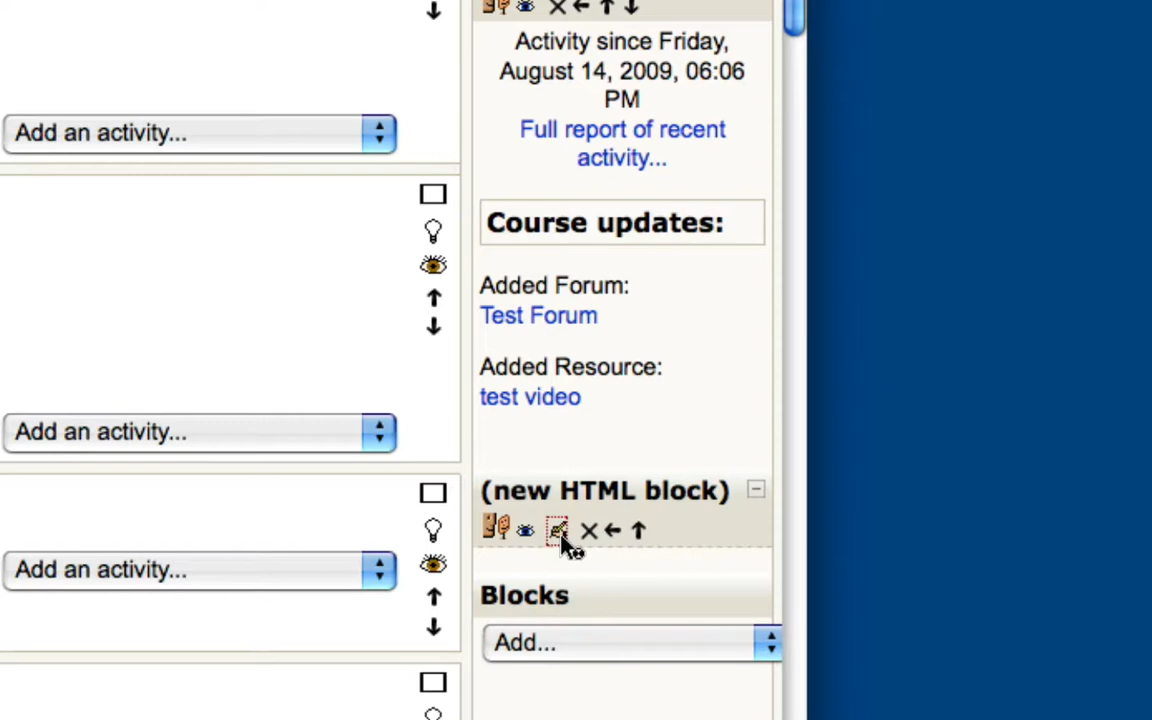 Activity since Friday,
August 14, 2009, 06:06
PM
Full report of recent
activity...
Add an activity...
Course updates:
Added Forum:
Test Forum
Added Resource:
test video
Add an activity...
(new HTML block)
Add an activity...
Blocks
Add...